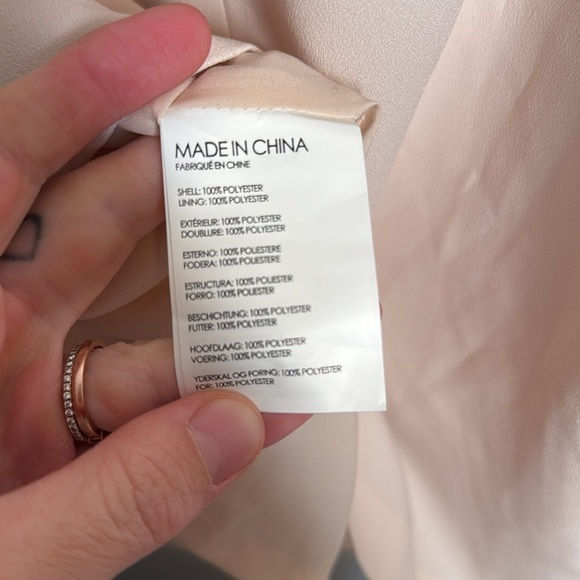 MADE IN CHINA
FABRIQUÉ EN CHINE
SHELL: 100% POLYESTER
LINING: 100% POLYESTER
EXTÉRIEUR: 100% POLYESTER
DOUBLURE: 100% POLYESTER
ESTERNO: 100% POLIESTERE
FODERA: 100% POLIESTERE
ESTRUCTURA: 100% POLIESTER
FORRO: 100% POLIESTER
BESCHICHTUNG: 100% POLYESTER
FUTTER: 100% POLYESTER
HOOFDLAAG: 100% POLYESTER
VOERING: 100% POLYESTER
YDERSKAL OG FORING: 100% POLYESTER
FOR: 100% POLYESTER